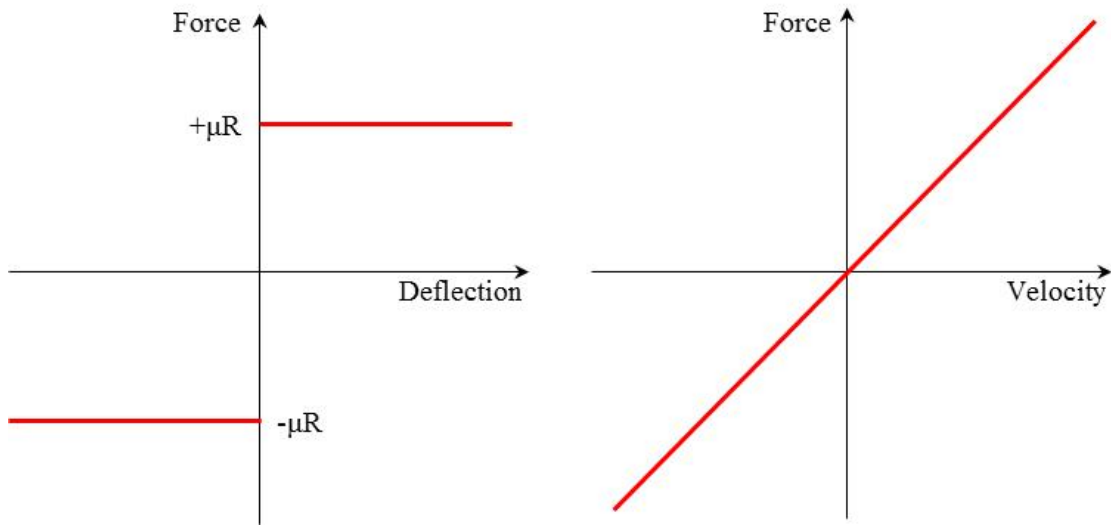 Force
+μR
Deflection
-μR
Force
Velocity